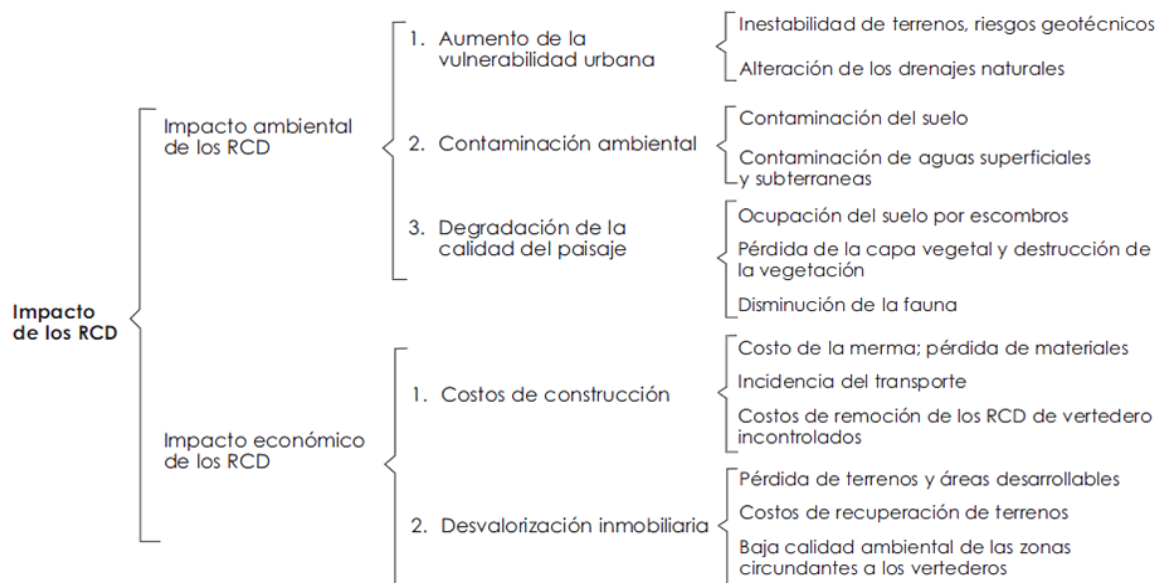 Impacto
de los RCD
Impacto ambiental
de los RCD
1. Aumento de la
vulnerabilidad urbana
Inestabilidad de terrenos, riesgos geotécnicos
Alteración de los drenajes naturales
2. Contaminación ambiental
Contaminación del suelo
Contaminación de aguas superficiales
y subterraneas
3. Degradación de la
calidad del paisaje
Ocupación del suelo por escombros
Pérdida de la capa vegetal y destrucción de
la vegetación
Disminución de la fauna
Impacto económico
de los RCD
1. Costos de construcción
Costo de la merma; pérdida de materiales
Incidencia del transporte
Costos de remoción de los RCD de vertedero
incontrolados
2. Desvalorización inmobiliaria
Pérdida de terrenos y áreas desarrollables
Costos de recuperación de terrenos
Baja calidad ambiental de las zonas
circundantes a los vertederos